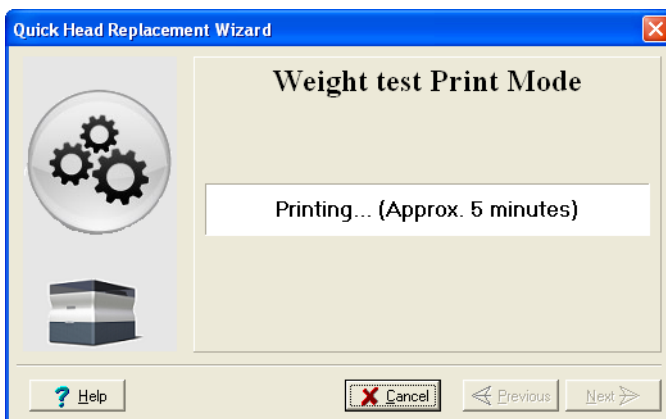 Quick Head Replacement Wizard
Weight test Print Mode
Printing... (Approx. 5 minutes)
Help
Cancel
Previous
Next